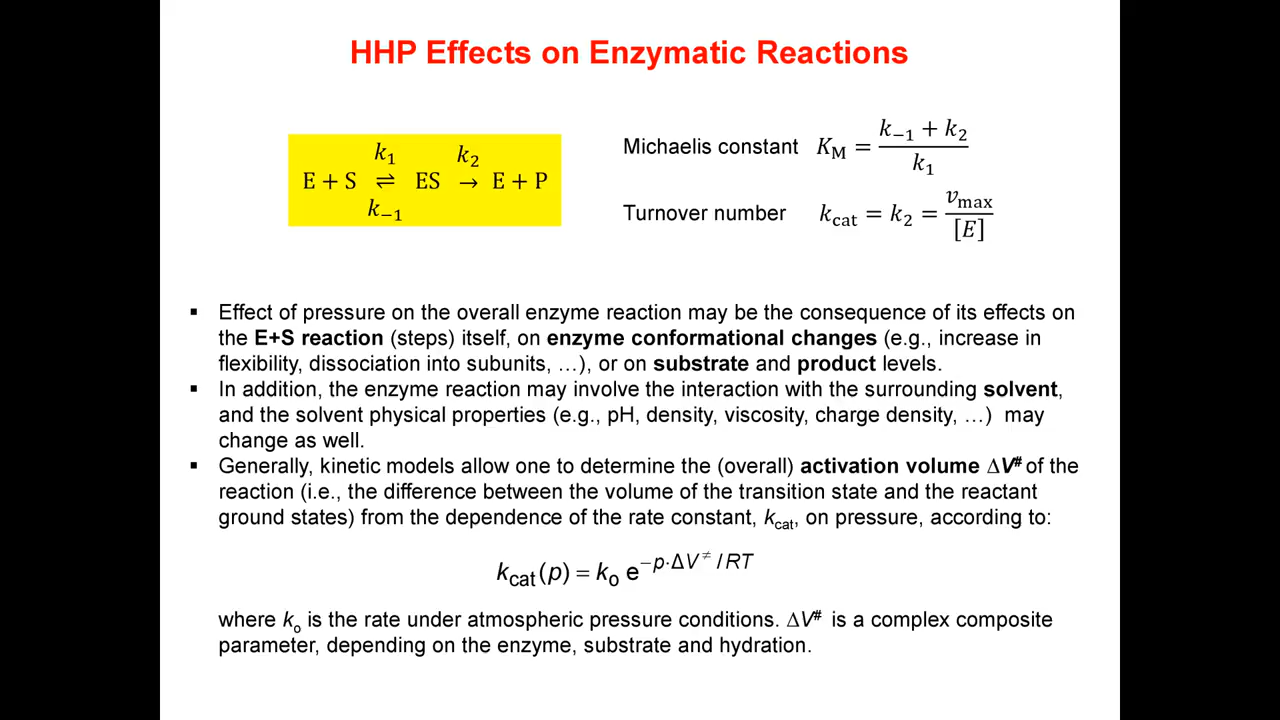 HHP Effects on Enzymatic Reactions
k₁ k₂
E + S ⇌ ES → E + P
k₋₁
Michaelis constant K_M = (k₋₁ + k₂) / k₁
Turnover number k_cat = k₂ = v_max / [E]
▪ Effect of pressure on the overall enzyme reaction may be the consequence of its effects on
the E+S reaction (steps) itself, on enzyme conformational changes (e.g., increase in
flexibility, dissociation into subunits, …), or on substrate and product levels.
▪ In addition, the enzyme reaction may involve the interaction with the surrounding solvent,
and the solvent physical properties (e.g., pH, density, viscosity, charge density, …) may
change as well.
▪ Generally, kinetic models allow one to determine the (overall) activation volume ΔV# of the
reaction (i.e., the difference between the volume of the transition state and the reactant
ground states) from the dependence of the rate constant, k_cat, on pressure, according to:
k_cat(p) = k_o e^(−p·ΔV^≠ / RT)
where k_o is the rate under atmospheric pressure conditions. ΔV# is a complex composite
parameter, depending on the enzyme, substrate and hydration.